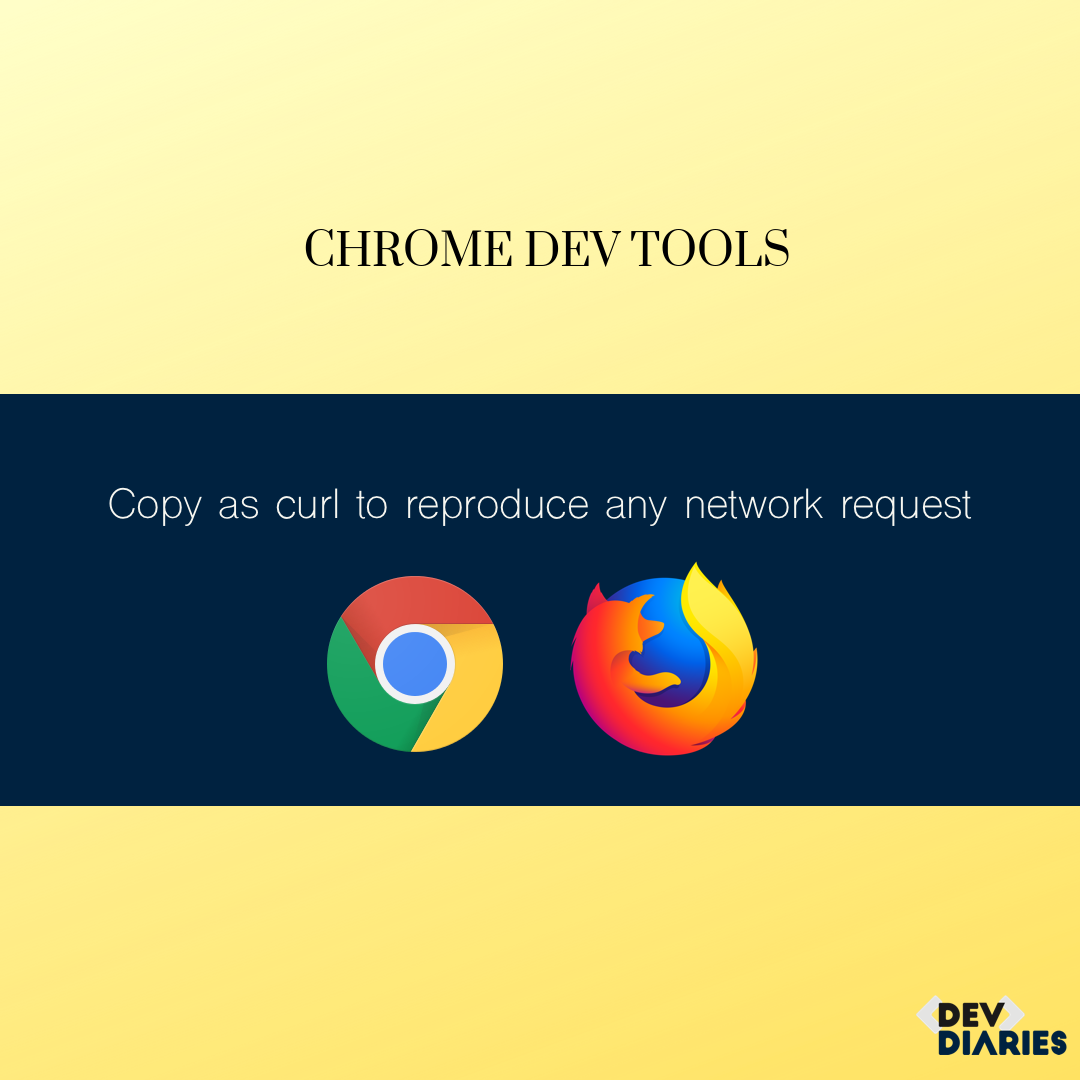 CHROME DEV TOOLS
Copy as curl to reproduce any network request
DEV
DIARIES